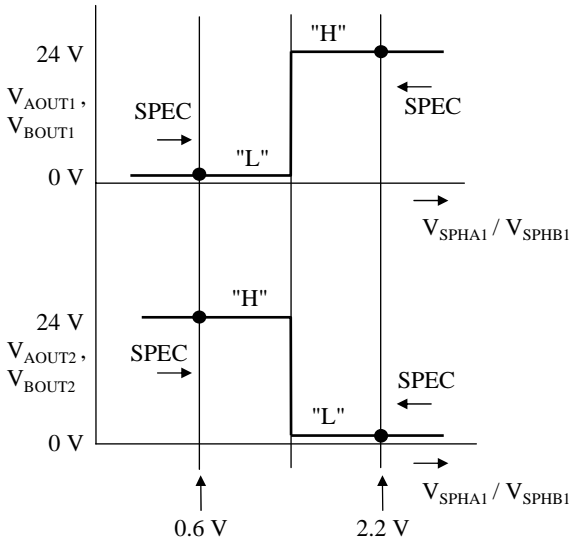 "H"
24 V
V_AOUT1 ,
V_BOUT1
SPEC
SPEC
"L"
0 V
V_SPHA1 / V_SPHB1
"H"
24 V
V_AOUT2 ,
V_BOUT2
SPEC
SPEC
"L"
0 V
V_SPHA1 / V_SPHB1
0.6 V
2.2 V